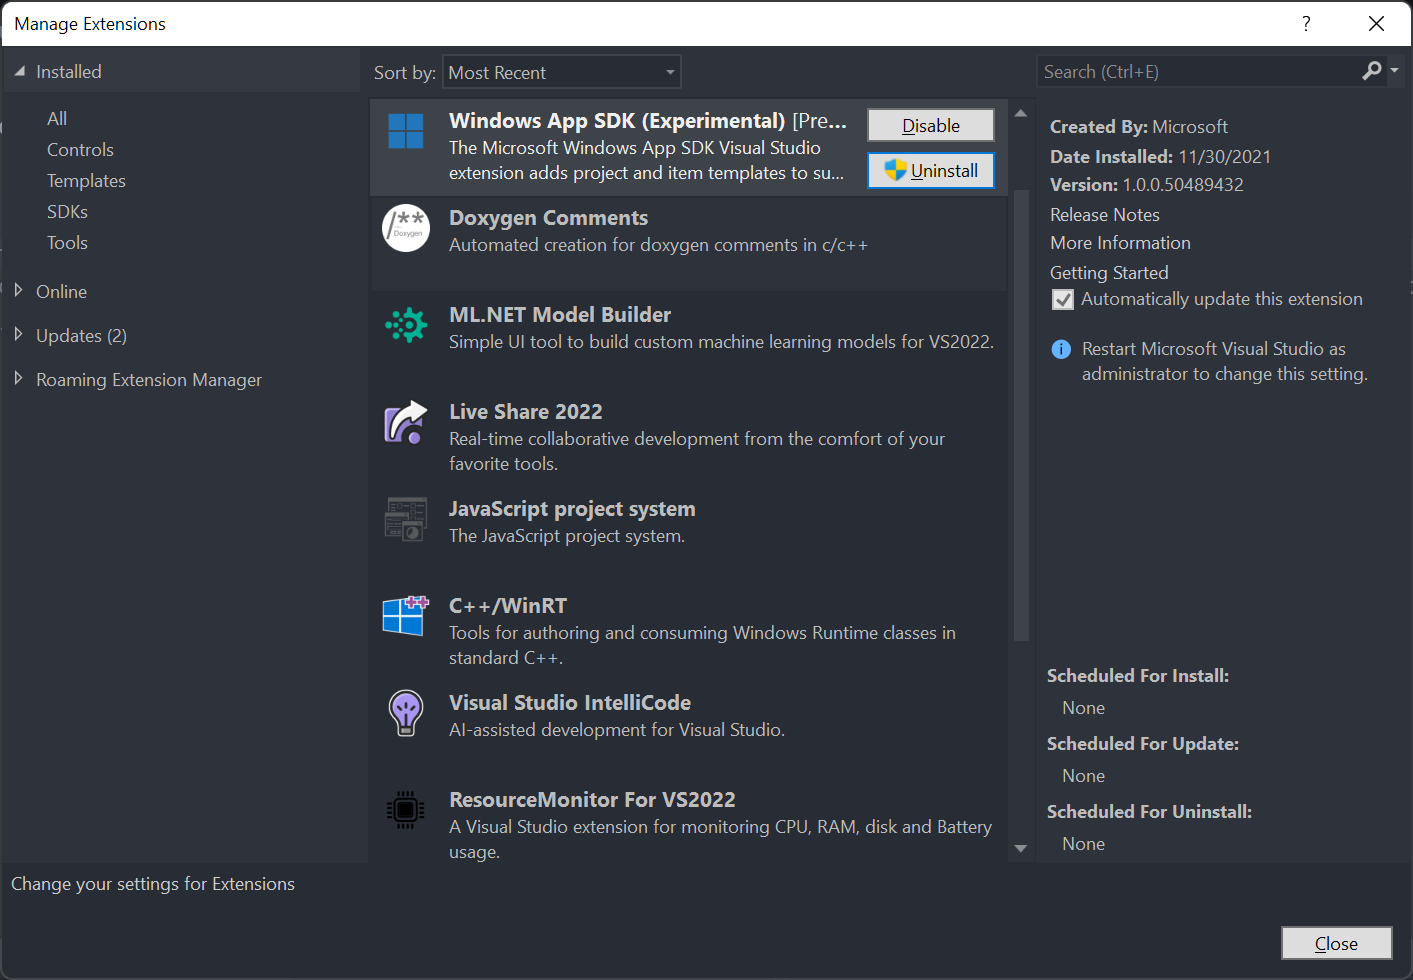 Manage Extensions
?
Installed
All
Controls
Templates
SDKs
Tools
Online
Updates (2)
Roaming Extension Manager
Sort by:
Most Recent
Windows App SDK (Experimental) [Pre...
The Microsoft Windows App SDK Visual Studio
extension adds project and item templates to su...
Disable
Uninstall
/**
Doxygen
Doxygen Comments
Automated creation for doxygen comments in c/c++
ML.NET Model Builder
Simple UI tool to build custom machine learning models for VS2022.
Live Share 2022
Real-time collaborative development from the comfort of your
favorite tools.
JavaScript project system
The JavaScript project system.
++
C++/WinRT
Tools for authoring and consuming Windows Runtime classes in
standard C++.
Visual Studio IntelliCode
AI-assisted development for Visual Studio.
ResourceMonitor For VS2022
A Visual Studio extension for monitoring CPU, RAM, disk and Battery
usage.
Search (Ctrl+E)
Created By: Microsoft
Date Installed: 11/30/2021
Version: 1.0.0.50489432
Release Notes
More Information
Getting Started
Automatically update this extension
Restart Microsoft Visual Studio as
administrator to change this setting.
Scheduled For Install:
None
Scheduled For Update:
None
Scheduled For Uninstall:
None
Change your settings for Extensions
Close